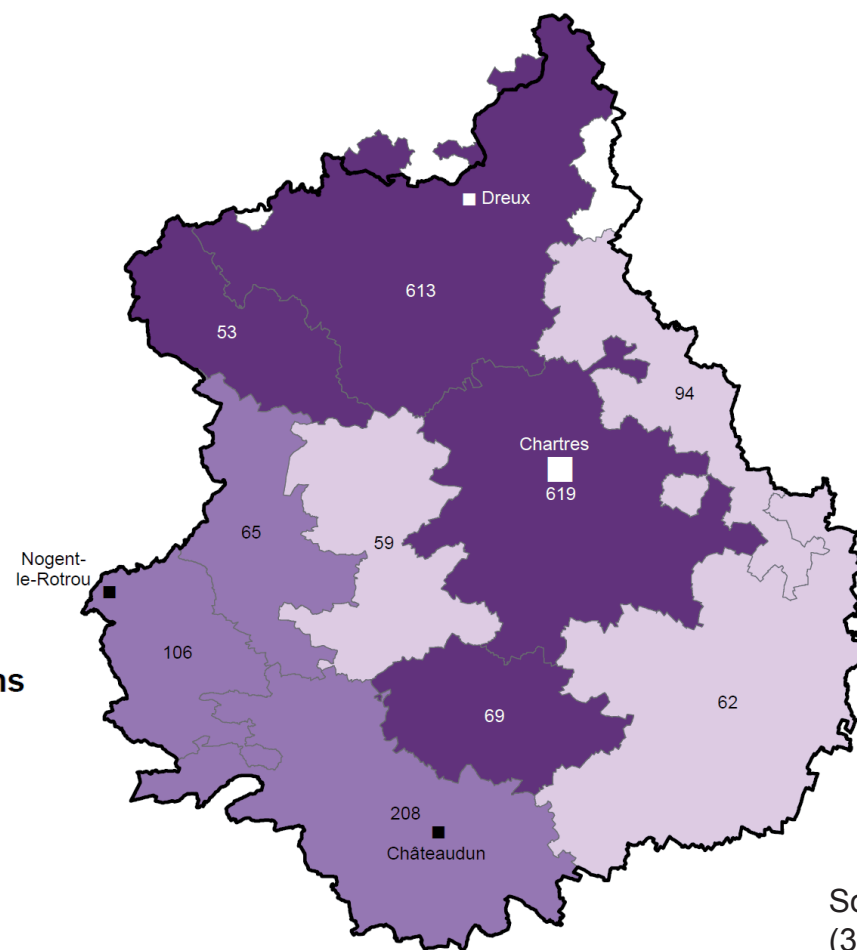 Dreux
613
53
94
Chartres
619
65
59
Nogent-
le-Rotrou
106
62
69
208
Châteaudun